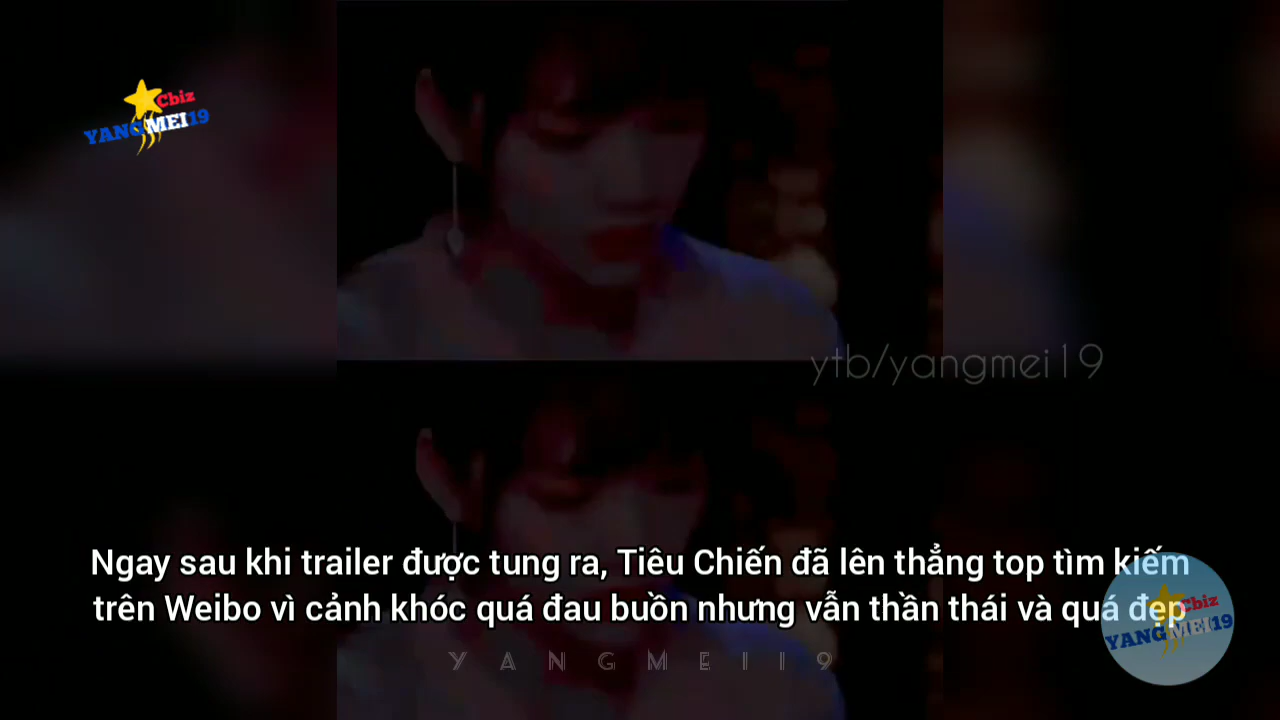 Cbiz
YANGMEI19
ytb/yangmei19
Ngay sau khi trailer được tung ra, Tiêu Chiến đã lên thẳng top tìm kiếm
trên Weibo vì cảnh khóc quá đau buồn nhưng vẫn thần thái và quá đẹp
Cbiz
YANGMEI19
YANGMEI19